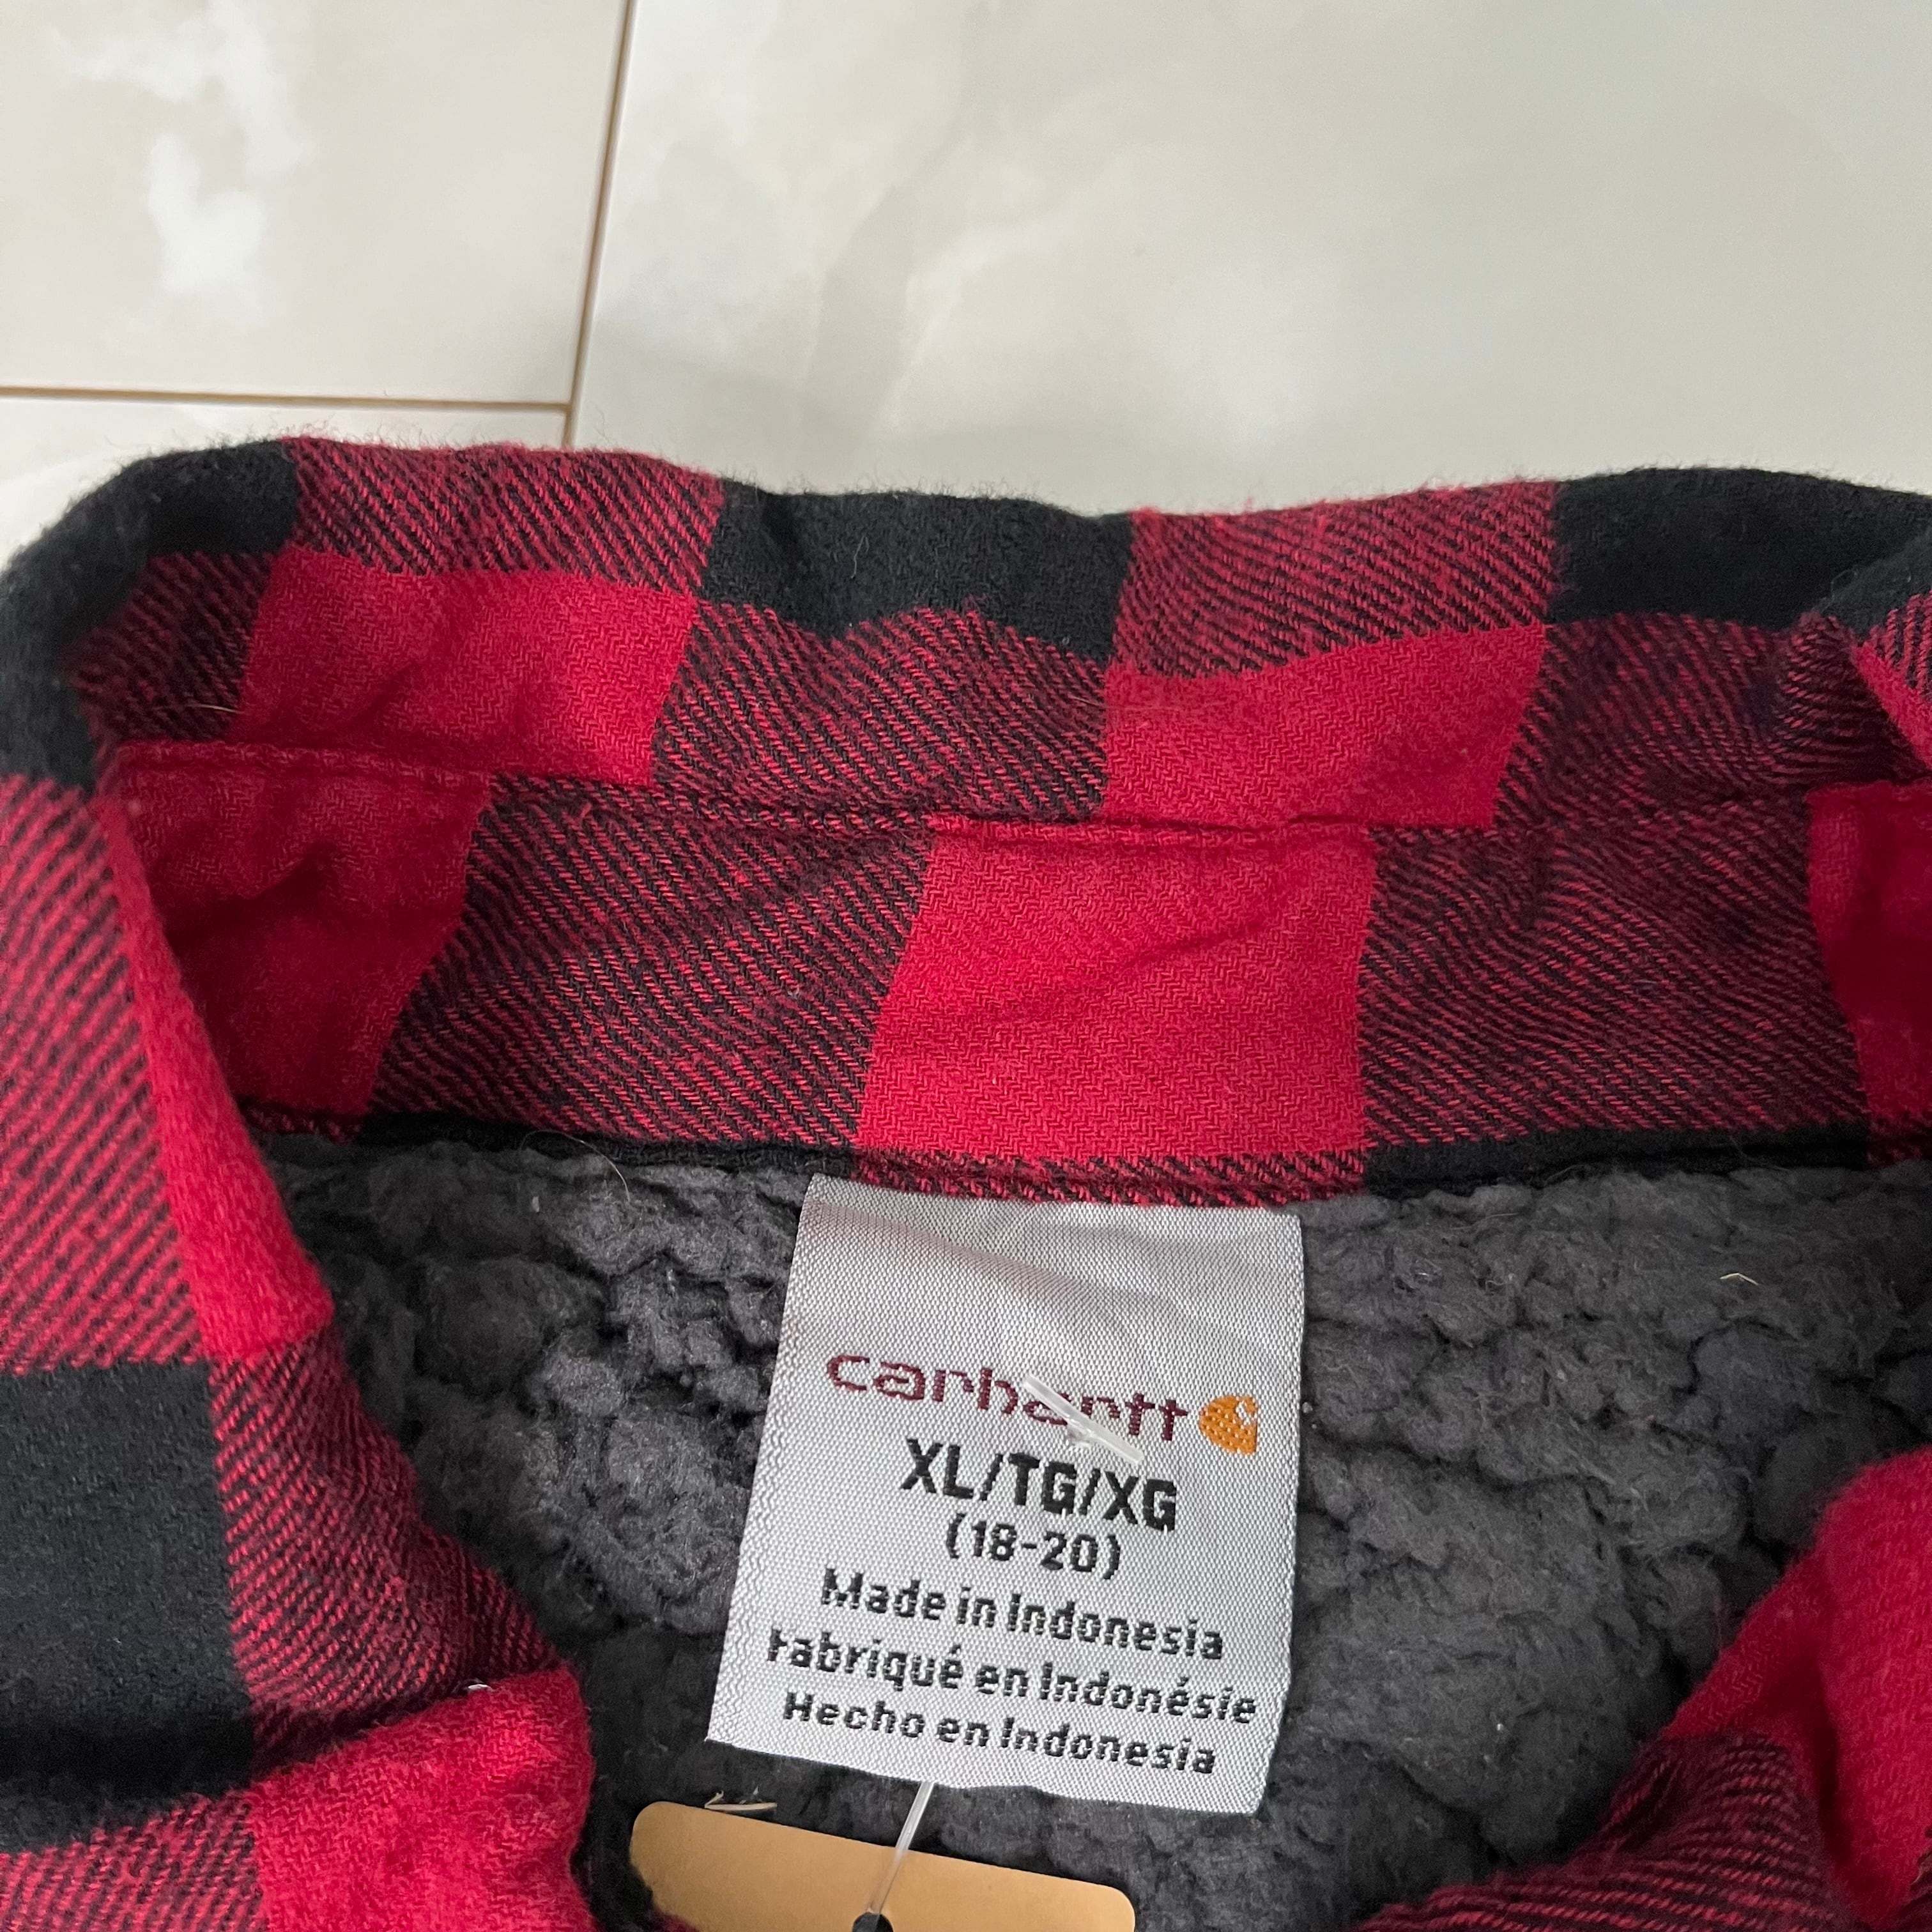 carhartt
XL/TG/XG
(18-20)
Made in Indonesia
Fabriqué en Indonésie
Hecho en Indonesia